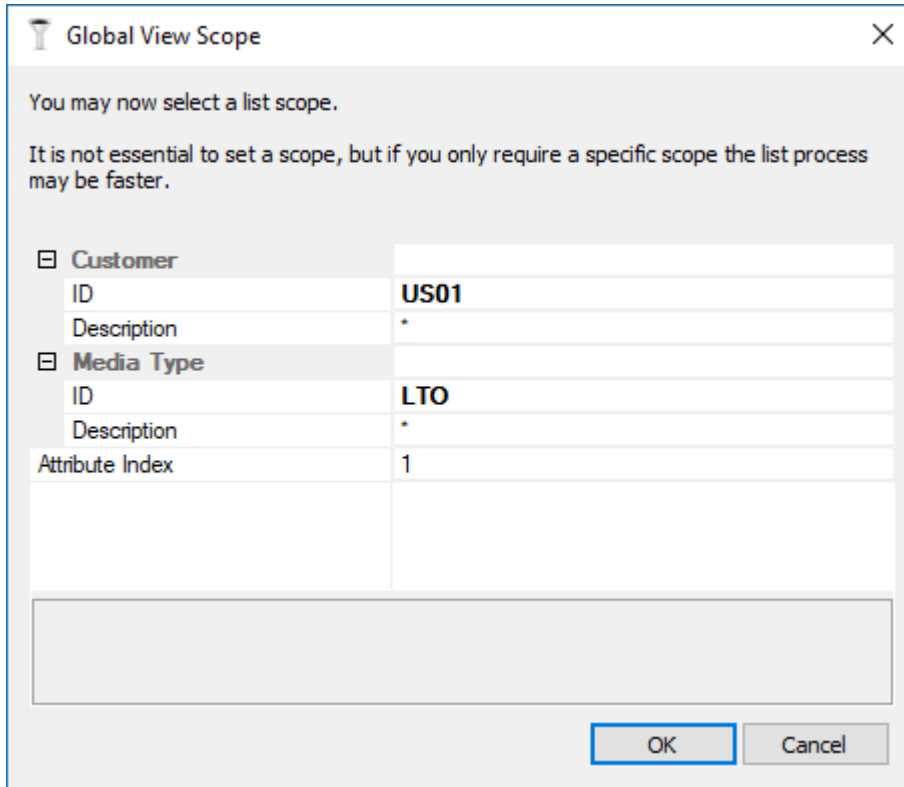 Global View Scope
You may now select a list scope.
It is not essential to set a scope, but if you only require a specific scope the list process
may be faster.
Customer
ID US01
Description *
Media Type
ID LTO
Description *
Attribute Index 1
OK Cancel